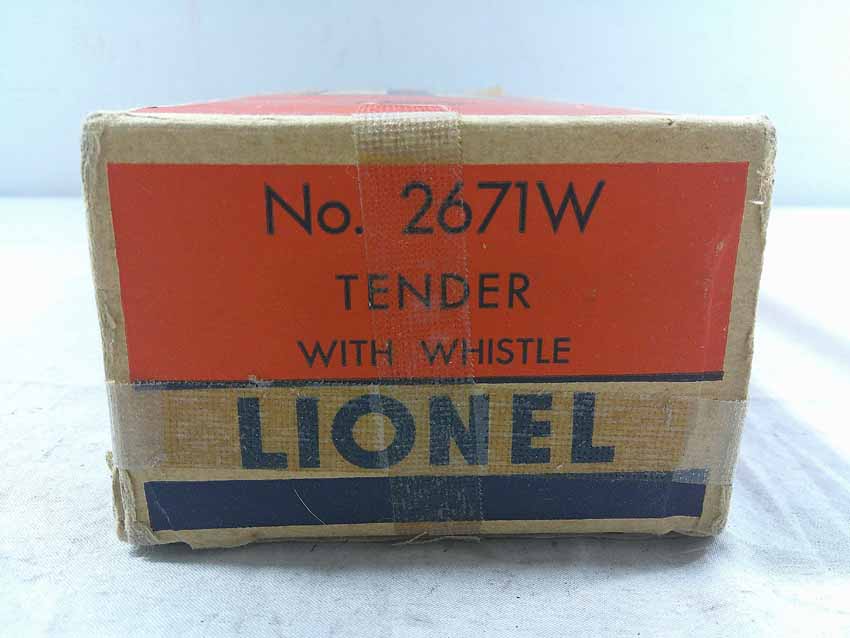 No. 2671W
TENDER
WITH WHISTLE
LIONEL